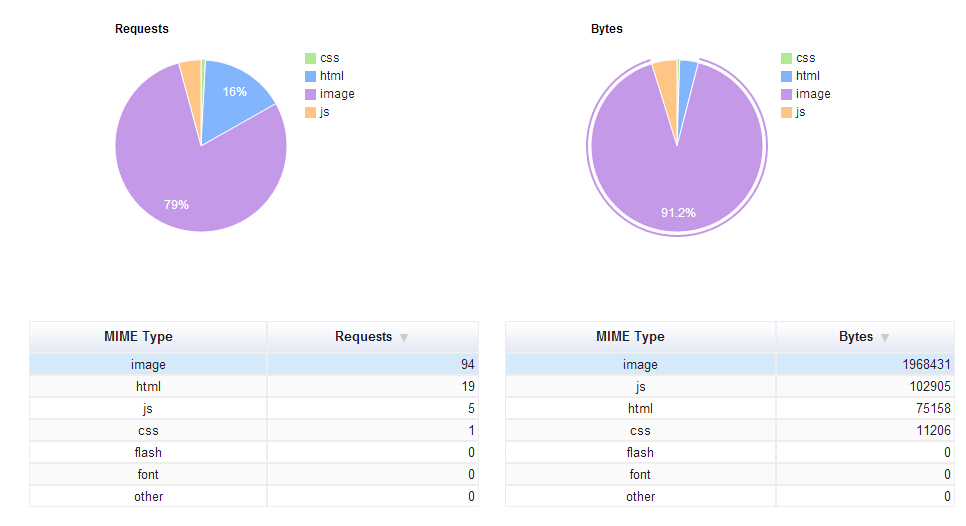 Requests
css
html
image
js
16%
79%
Bytes
css
html
image
js
91.2%
MIME Type Requests
image 94
html 19
js 5
css 1
flash 0
font 0
other 0
MIME Type Bytes
image 1968431
js 102905
html 75158
css 11206
flash 0
font 0
other 0